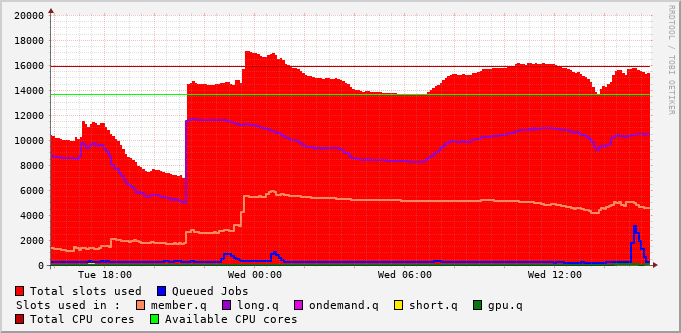 20000
18000
16000
14000
12000
10000
8000
6000
4000
2000
0
Tue 18:00 Wed 00:00 Wed 06:00 Wed 12:00
RRDTOOL / TOBI OETIKER
Total slots used Queued Jobs
Slots used in : member.q long.q ondemand.q short.q gpu.q
Total CPU cores Available CPU cores